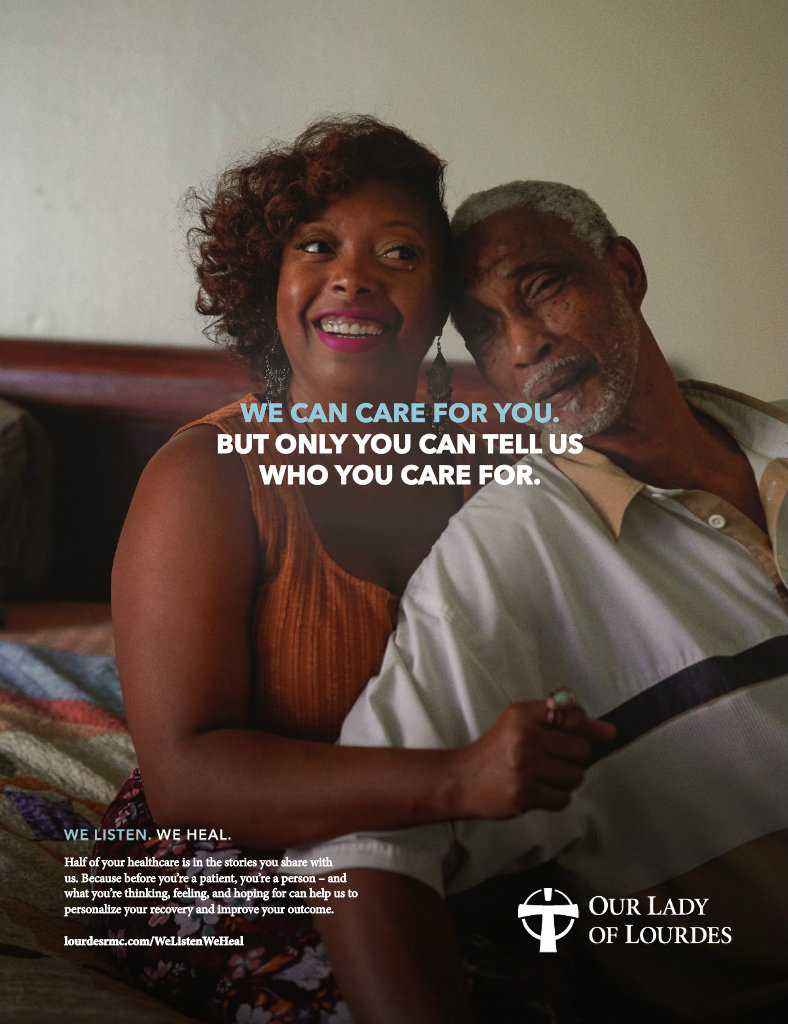 WE CAN CARE FOR YOU.
BUT ONLY YOU CAN TELL US
WHO YOU CARE FOR.
WE LISTEN. WE HEAL.
Half of your healthcare is in the stories you share with
us. Because before you're a patient, you're a person – and
what you're thinking, feeling, and hoping for can help us to
personalize your recovery and improve your outcome.
lourdesrmc.com/WeListenWeHeal
OUR LADY
OF LOURDES